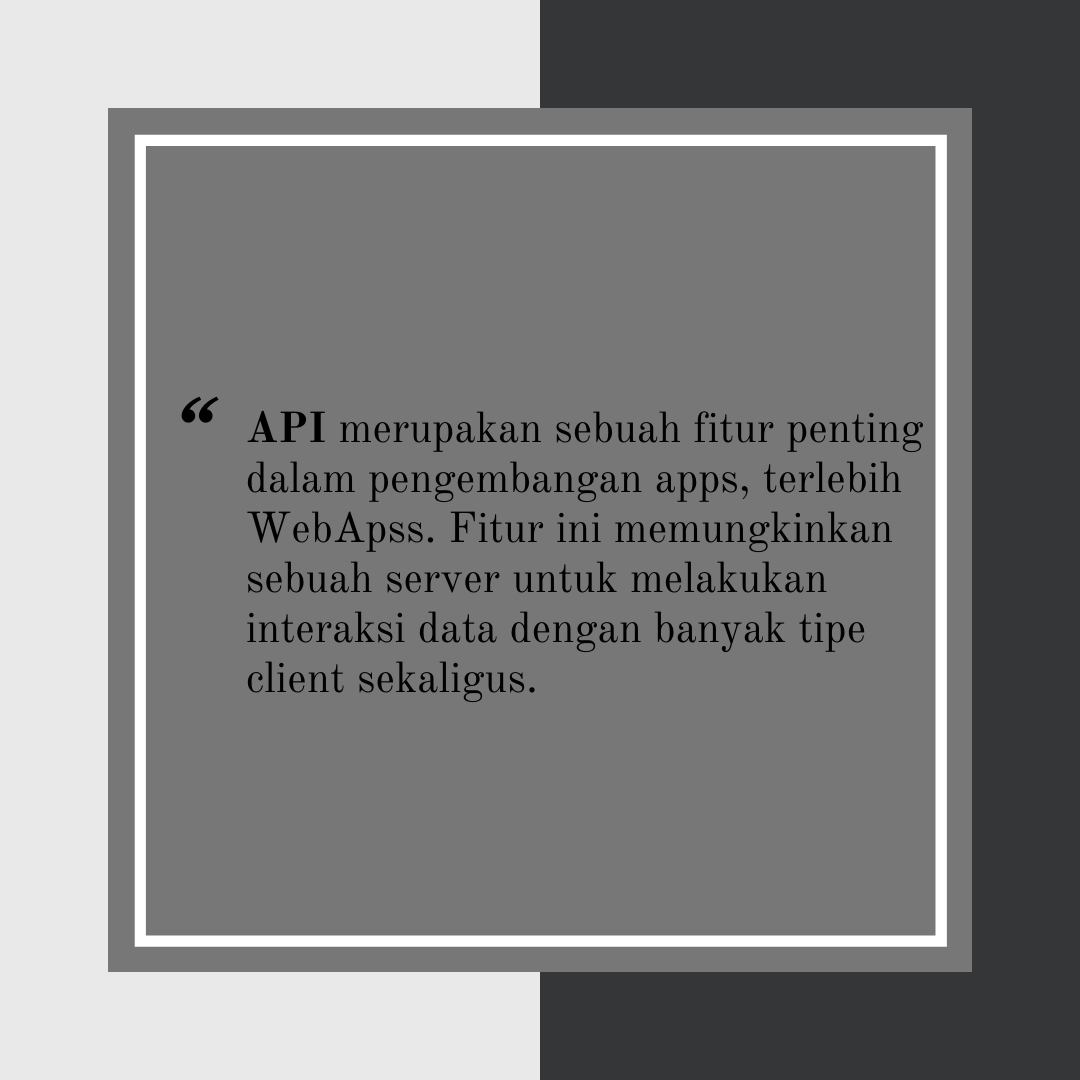 “ API merupakan sebuah fitur penting
dalam pengembangan apps, terlebih
WebApss. Fitur ini memungkinkan
sebuah server untuk melakukan
interaksi data dengan banyak tipe
client sekaligus.